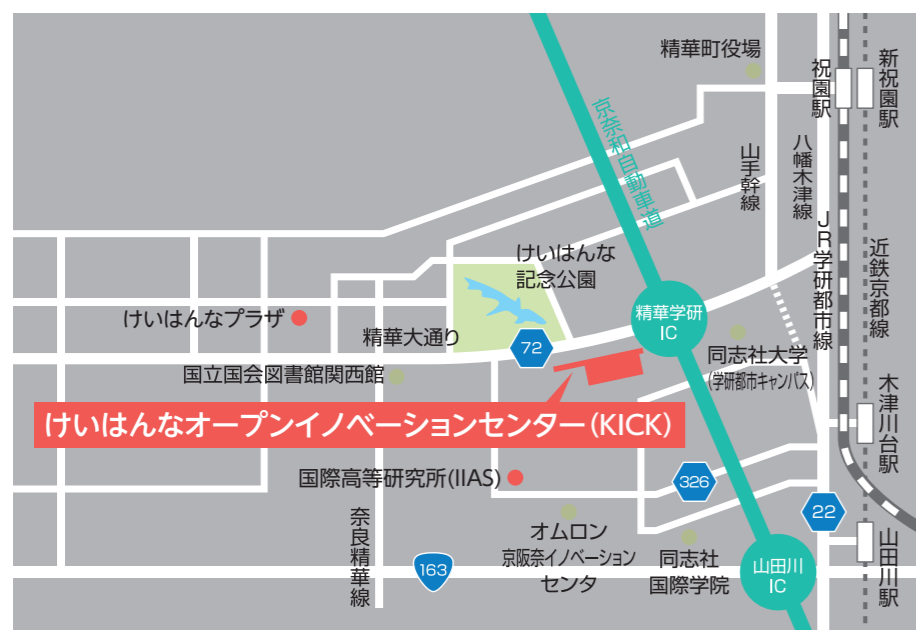 精華町役場
祝園駅
新祝園駅
京奈和自動車道
山手幹線
八幡木津線
JR学研都市線
近鉄京都線
けいはんな
記念公園
精華学研
IC
けいはんなプラザ
精華大通り
72
同志社大学
(学研都市キャンパス)
国立国会図書館関西館
木津川台駅
けいはんなオープンイノベーションセンター(KICK)
国際高等研究所(IIAS)
326
22
奈良精華線
オムロン
京阪奈イノベーション
センタ
同志社
国際学院
山田川
IC
山田川駅
163